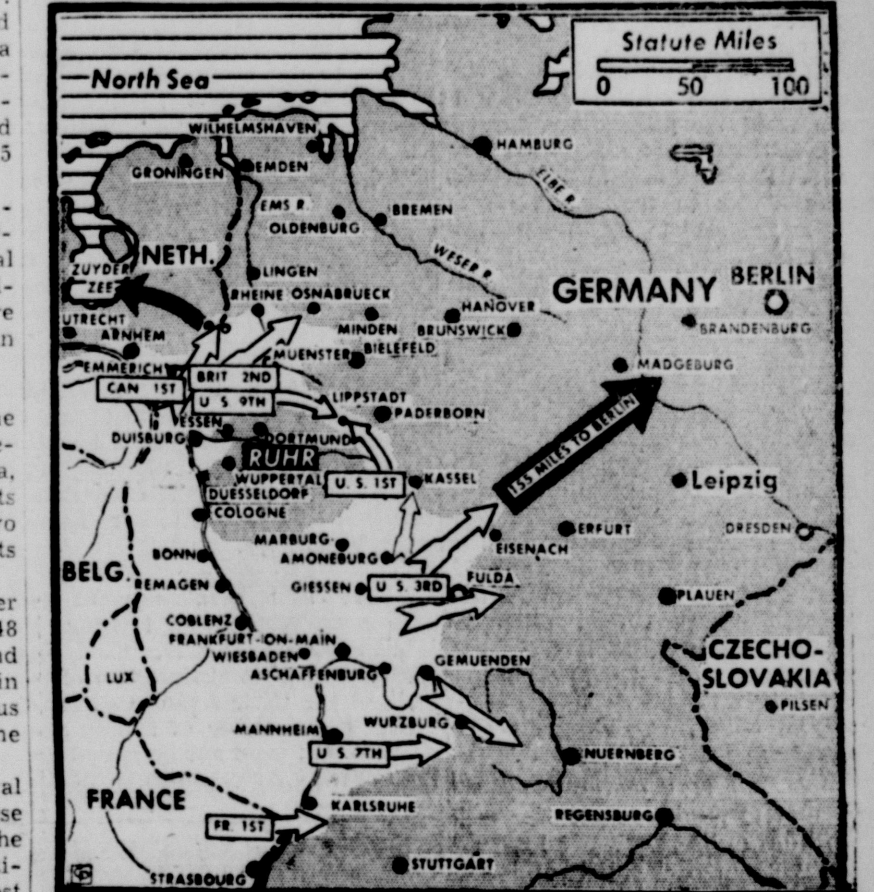 Statute Miles
0 50 100
North Sea
WILHELMSHAVEN
HAMBURG
GRONINGEN
EMDEN
ELBE R.
EMS R.
OLDENBURG
BREMEN
NETH.
WESER R.
ZUYDER
ZEE
LINGEN
GERMANY
BERLIN
RHEINE
OSNABRUECK
HANOVER
UTRECHT
MINDEN
BRUNSWICK
BRANDENBURG
ARNHEM
MUENSTER
BIELEFELD
EMMERICH
MADGEBURG
CAN 1ST
BRIT 2ND
U S 9TH
LIPPSTADT
PADERBORN
ESSEN
DUISBURG
DORTMUND
155 MILES TO BERLIN
RUHR
WUPPERTAL
U. S. 1ST
KASSEL
Leipzig
DUESSELDORF
COLOGNE
ERFURT
DRESDEN
MARBURG
EISENACH
BONN
AMONEBURG
BELG.
REMAGEN
GIESSEN
U S. 3RD
FULDA
PLAUEN
COBLENZ
FRANKFURT-ON-MAIN
WIESBADEN
CZECHO-
SLOVAKIA
ASCHAFFENBURG
GEMUENDEN
LUX
PILSEN
WURZBURG
MANNHEIM
U S. 7TH
NUERNBERG
FRANCE
KARLSRUHE
REGENSBURG
FR. 1ST
STUTTGART
STRASBOURG